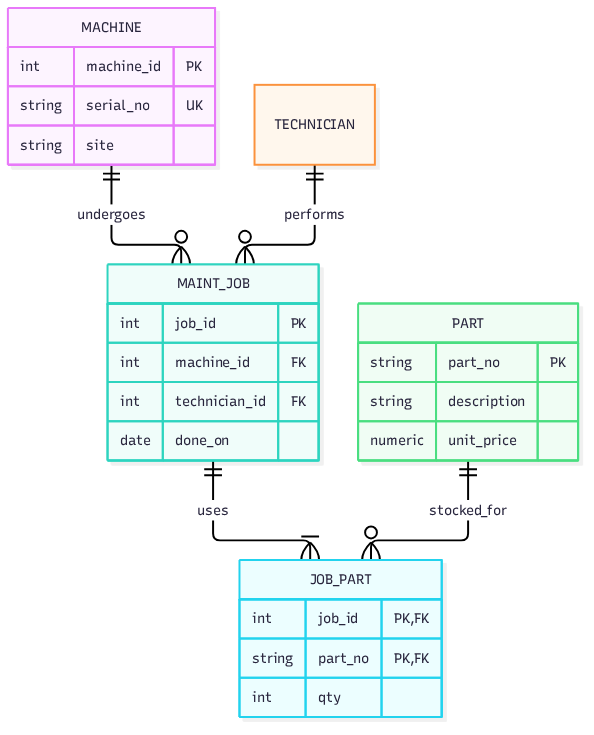 MACHINE
int machine_id PK
string serial_no UK
string site
TECHNICIAN
undergoes
performs
MAINT_JOB
int job_id PK
int machine_id FK
int technician_id FK
date done_on
PART
string part_no PK
string description
numeric unit_price
uses
stocked_for
JOB_PART
int job_id PK,FK
string part_no PK,FK
int qty